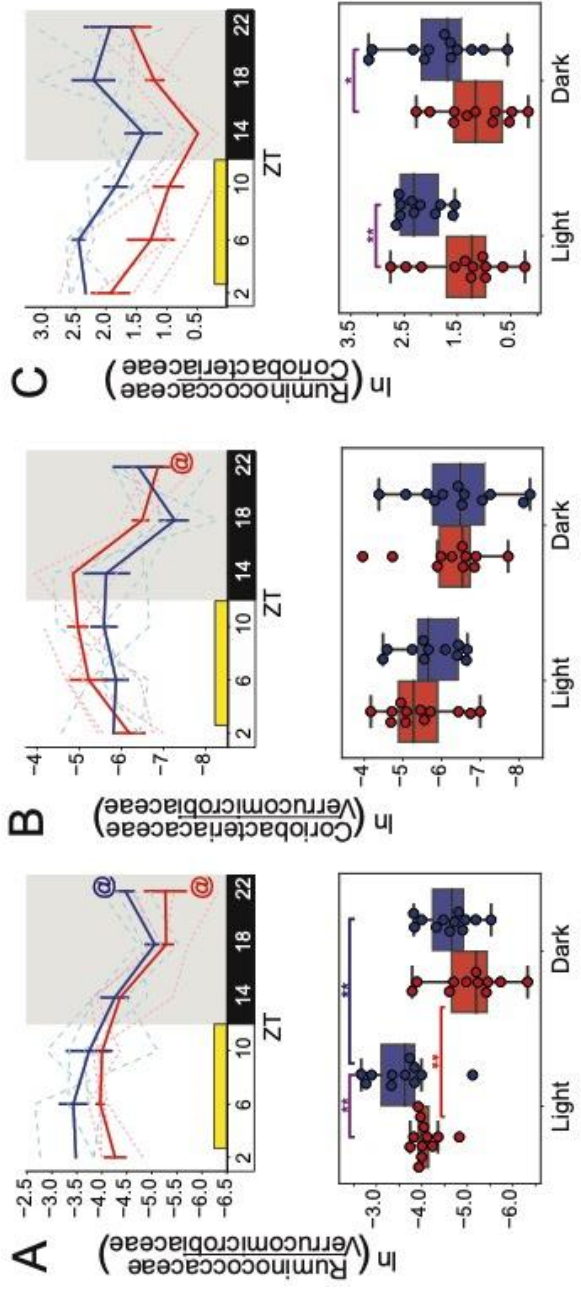 A
ln (Ruminococcaceae
Verrucomicrobiaceae)
-2.5
-3.0
-3.5
-4.0
-4.5
-5.0
-5.5
-6.0
-6.5
@
@
2 6 10 14 18 22
ZT
-3.0
-4.0
-5.0
-6.0
**
**
**
Light Dark
B
ln (Coriobacteriaceae
Verrucomicrobiaceae)
-4
-5
-6
-7
-8
@
2 6 10 14 18 22
ZT
-4
-5
-6
-7
-8
Light Dark
C
ln (Ruminococcaceae
Coriobacteriaceae)
3.0
2.5
2.0
1.5
1.0
0.5
2 6 10 14 18 22
ZT
3.5
2.5
1.5
0.5
**
*
Light Dark